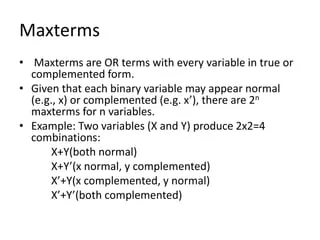 Maxterms
• Maxterms are OR terms with every variable in true or
complemented form.
• Given that each binary variable may appear normal
(e.g., x) or complemented (e.g. x’), there are 2ⁿ
maxterms for n variables.
• Example: Two variables (X and Y) produce 2x2=4
combinations:
X+Y(both normal)
X+Y’(x normal, y complemented)
X’+Y(x complemented, y normal)
X’+Y’(both complemented)